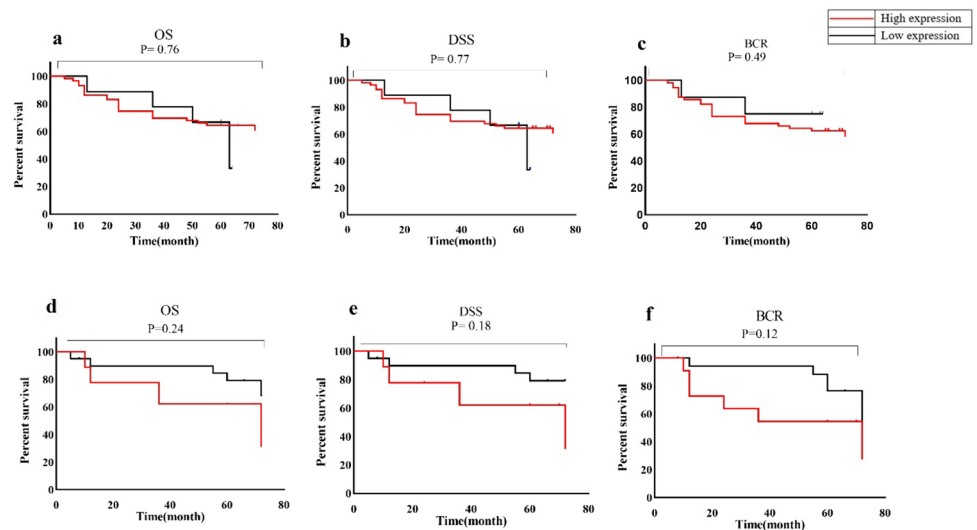 High expression
Low expression
a
OS
P= 0.76
Percent survival
100
80
60
40
20
0
0 10 20 30 40 50 60 70 80
Time(month)
b
DSS
P= 0.77
Percent survival
100
80
60
40
20
0
0 20 40 60 80
Time(month)
c
BCR
P= 0.49
Percent survival
100
80
60
40
20
0
0 20 40 60 80
Time(month)
d
OS
P=0.24
Percent survival
100
80
60
40
20
0
0 20 40 60 80
Time(month)
e
DSS
P= 0.18
Percent survival
100
80
60
40
20
0
0 20 40 60 80
Time(month)
f
BCR
P=0.12
Percent survival
100
80
60
40
20
0
0 20 40 60 80
Time(month)